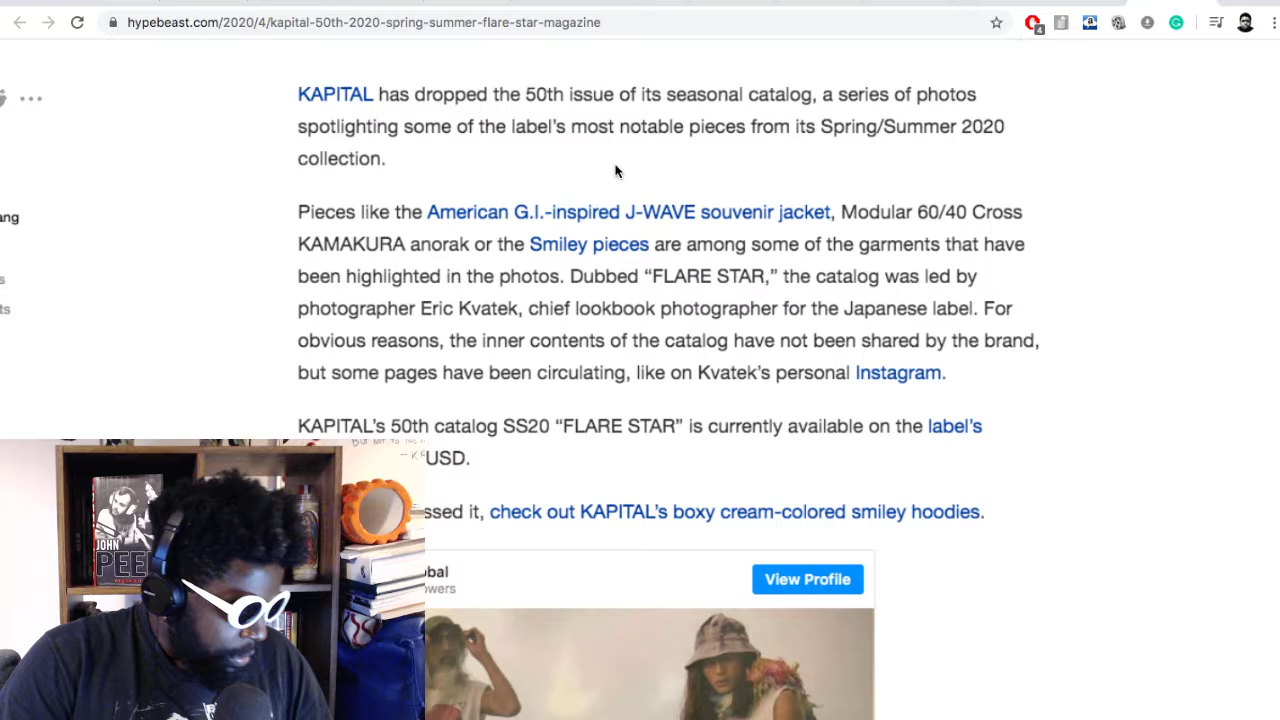 hypebeast.com/2020/4/kapital-50th-2020-spring-summer-flare-star-magazine
4
KAPITAL has dropped the 50th issue of its seasonal catalog, a series of photos
spotlighting some of the label’s most notable pieces from its Spring/Summer 2020
collection.
ang
Pieces like the American G.I.-inspired J-WAVE souvenir jacket, Modular 60/40 Cross
KAMAKURA anorak or the Smiley pieces are among some of the garments that have
s
been highlighted in the photos. Dubbed “FLARE STAR,” the catalog was led by
ts
photographer Eric Kvatek, chief lookbook photographer for the Japanese label. For
obvious reasons, the inner contents of the catalog have not been shared by the brand,
but some pages have been circulating, like on Kvatek’s personal Instagram.
KAPITAL’s 50th catalog SS20 “FLARE STAR” is currently available on the label’s
USD.
ssed it, check out KAPITAL’s boxy cream-colored smiley hoodies.
JOHN
PEE
bal
owers
View Profile